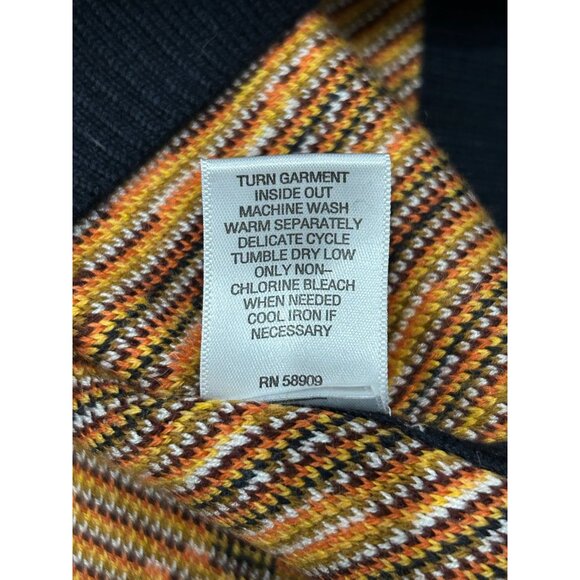 TURN GARMENT
INSIDE OUT
MACHINE WASH
WARM SEPARATELY
DELICATE CYCLE
TUMBLE DRY LOW
ONLY NON–
CHLORINE BLEACH
WHEN NEEDED
COOL IRON IF
NECESSARY
RN 58909